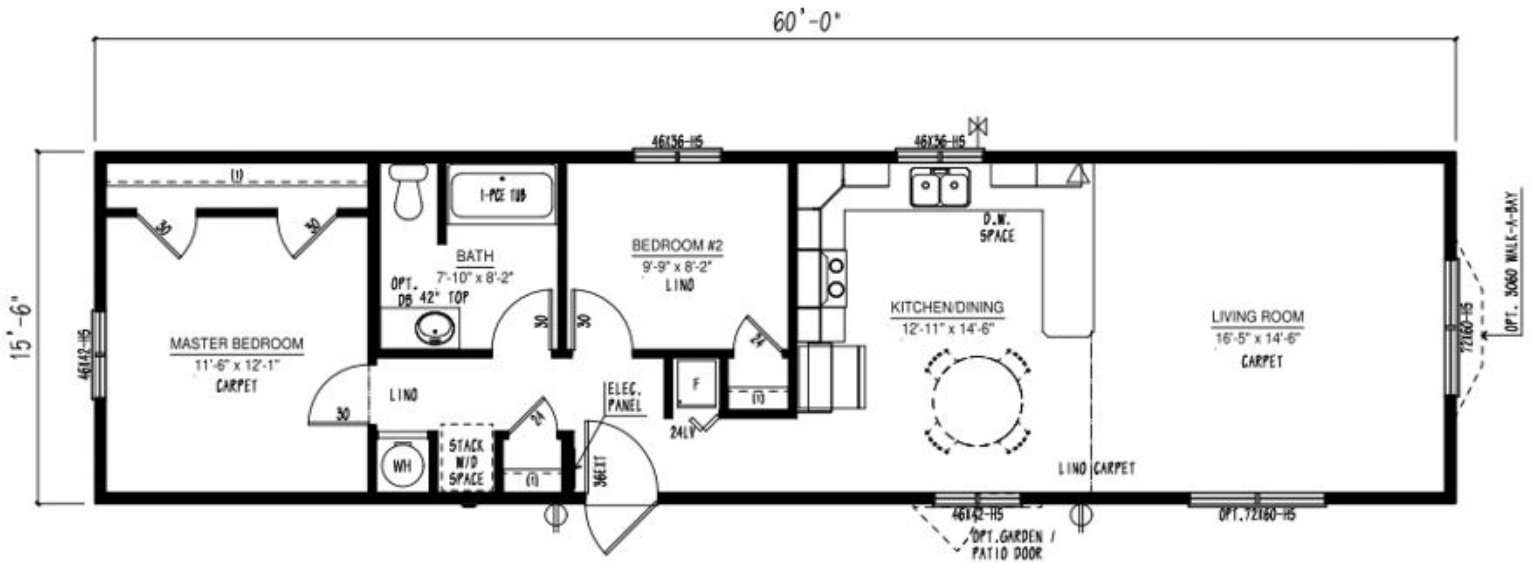 60'-0"
15'-6"
46X36-H5
46X36-H5
(1)
30
30
1-PCE TUB
BATH
7'-10" x 8'-2"
OPT.
DB 42" TOP
30
BEDROOM #2
9'-9" x 8'-2"
LINO
30
24
(1)
D.W.
SPACE
KITCHEN/DINING
12'-11" x 14'-6"
LIVING ROOM
16'-5" x 14'-6"
CARPET
72X60-H5
OPT. 3060 WALK-A-BAY
46X42-H5
MASTER BEDROOM
11'-6" x 12'-1"
CARPET
30
LINO
WH
STACK
W/D
SPACE
24
(1)
ELEC.
PANEL
F
24LV
36EXT
LINO CARPET
46X42-H5
OPT.GARDEN /
PATIO DOOR
OPT.72X60-H5